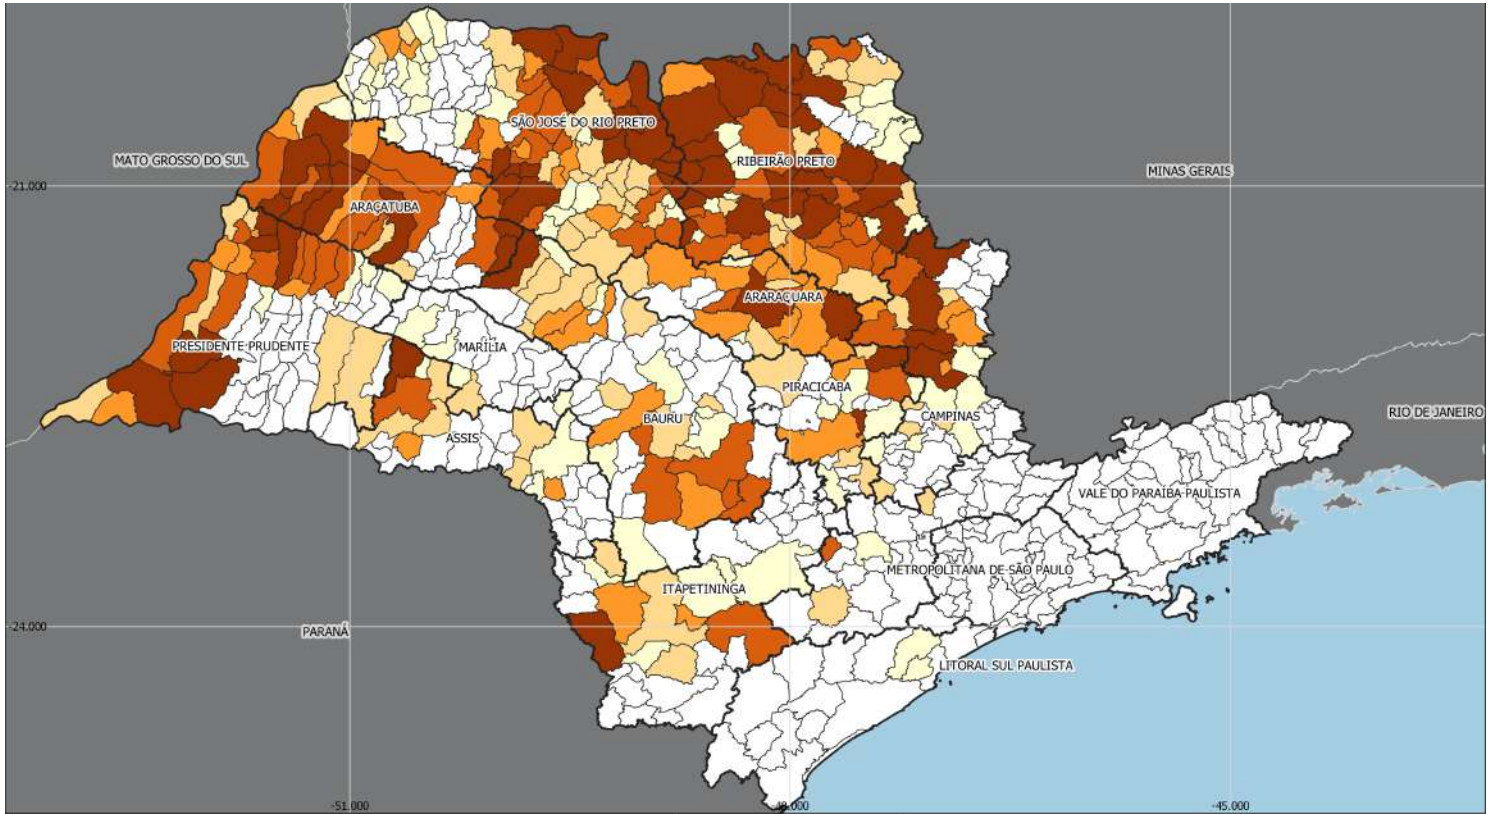 SÃO JOSÉ DO RIO PRETO
MATO GROSSO DO SUL
RIBEIRÃO PRETO
MINAS GERAIS
-21.000
ARAÇATUBA
ARARAQUARA
PRESIDENTE PRUDENTE
MARÍLIA
PIRACICABA
RIO DE JANEIRO
BAURU
CAMPINAS
ASSIS
VALE DO PARAÍBA PAULISTA
METROPOLITANA DE SÃO PAULO
ITAPETININGA
-24.000
PARANÁ
LITORAL SUL PAULISTA
-51.000
-48.000
-45.000